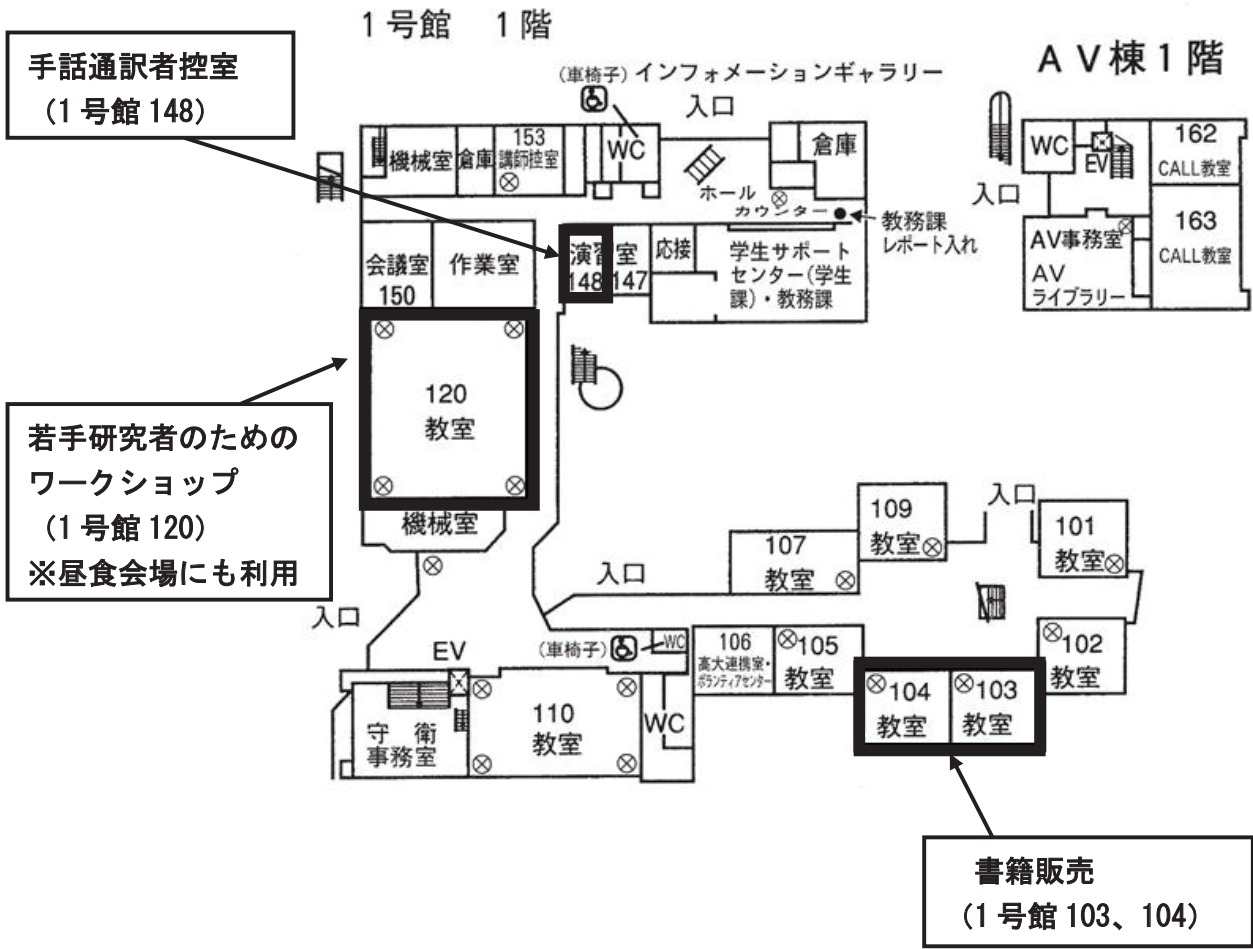 1号館 1階
手話通訳者控室
(1号館 148)
(車椅子)インフォメーションギャラリー
入口
AV棟1階
機械室
倉庫
153
講師控室
WC
倉庫
ホール
カウンター
教務課
レポート入れ
WC
EV
162
CALL教室
入口
163
CALL教室
AV事務室
AV
ライブラリー
会議室
150
作業室
演習室
148 147
応接
学生サポート
センター(学生
課)・教務課
120
教室
若手研究者のための
ワークショップ
(1号館 120)
※昼食会場にも利用
機械室
入口
入口
107
教室
109
教室
入口
101
教室
EV
(車椅子)
WC
106
高大連携室・
ボランティアセンター
105
教室
102
教室
104
教室
103
教室
守衛
事務室
110
教室
WC
書籍販売
(1号館 103、104)